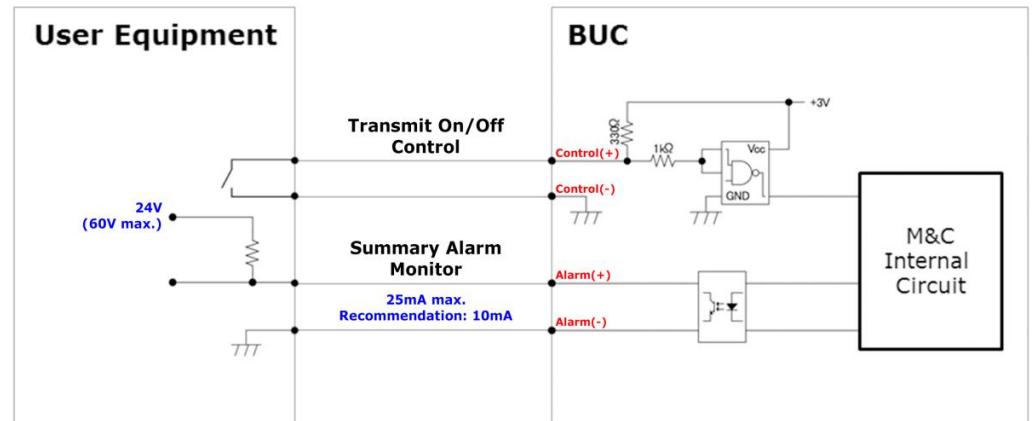 User Equipment
BUC
+3V
330Ω
Transmit On/Off
Control
Control(+)
1kΩ
Vcc
GND
Control(-)
24V
(60V max.)
M&C
Internal
Circuit
Summary Alarm
Monitor
Alarm(+)
25mA max.
Recommendation: 10mA
Alarm(-)